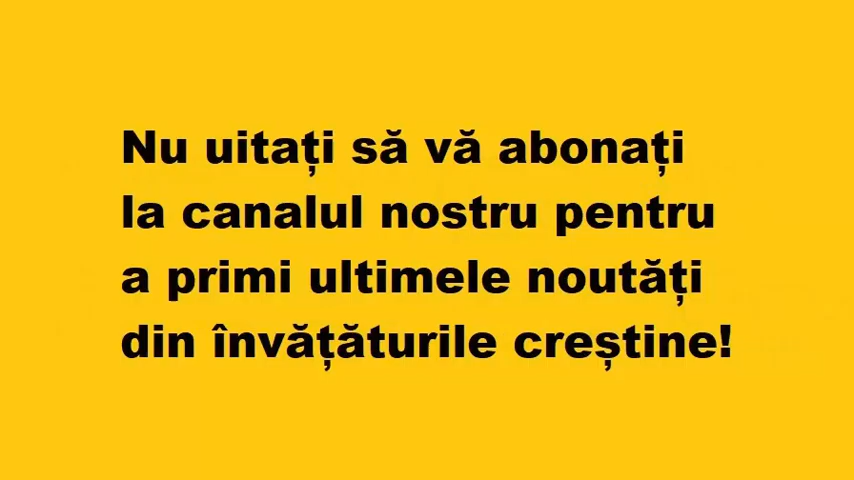 Nu uitați să vă abonați
la canalul nostru pentru
a primi ultimele noutăți
din învățăturile creștine!